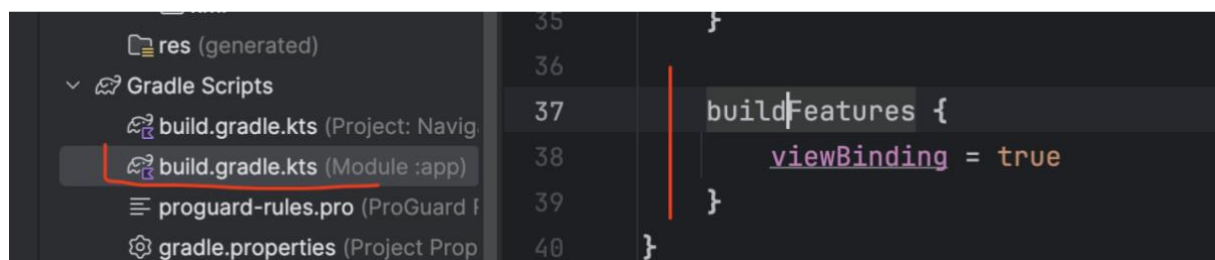 res (generated)
Gradle Scripts
build.gradle.kts (Project: Navig
build.gradle.kts (Module :app)
proguard-rules.pro (ProGuard
gradle.properties (Project Prop
35 }
36
37 buildFeatures {
38 viewBinding = true
39 }
40 }